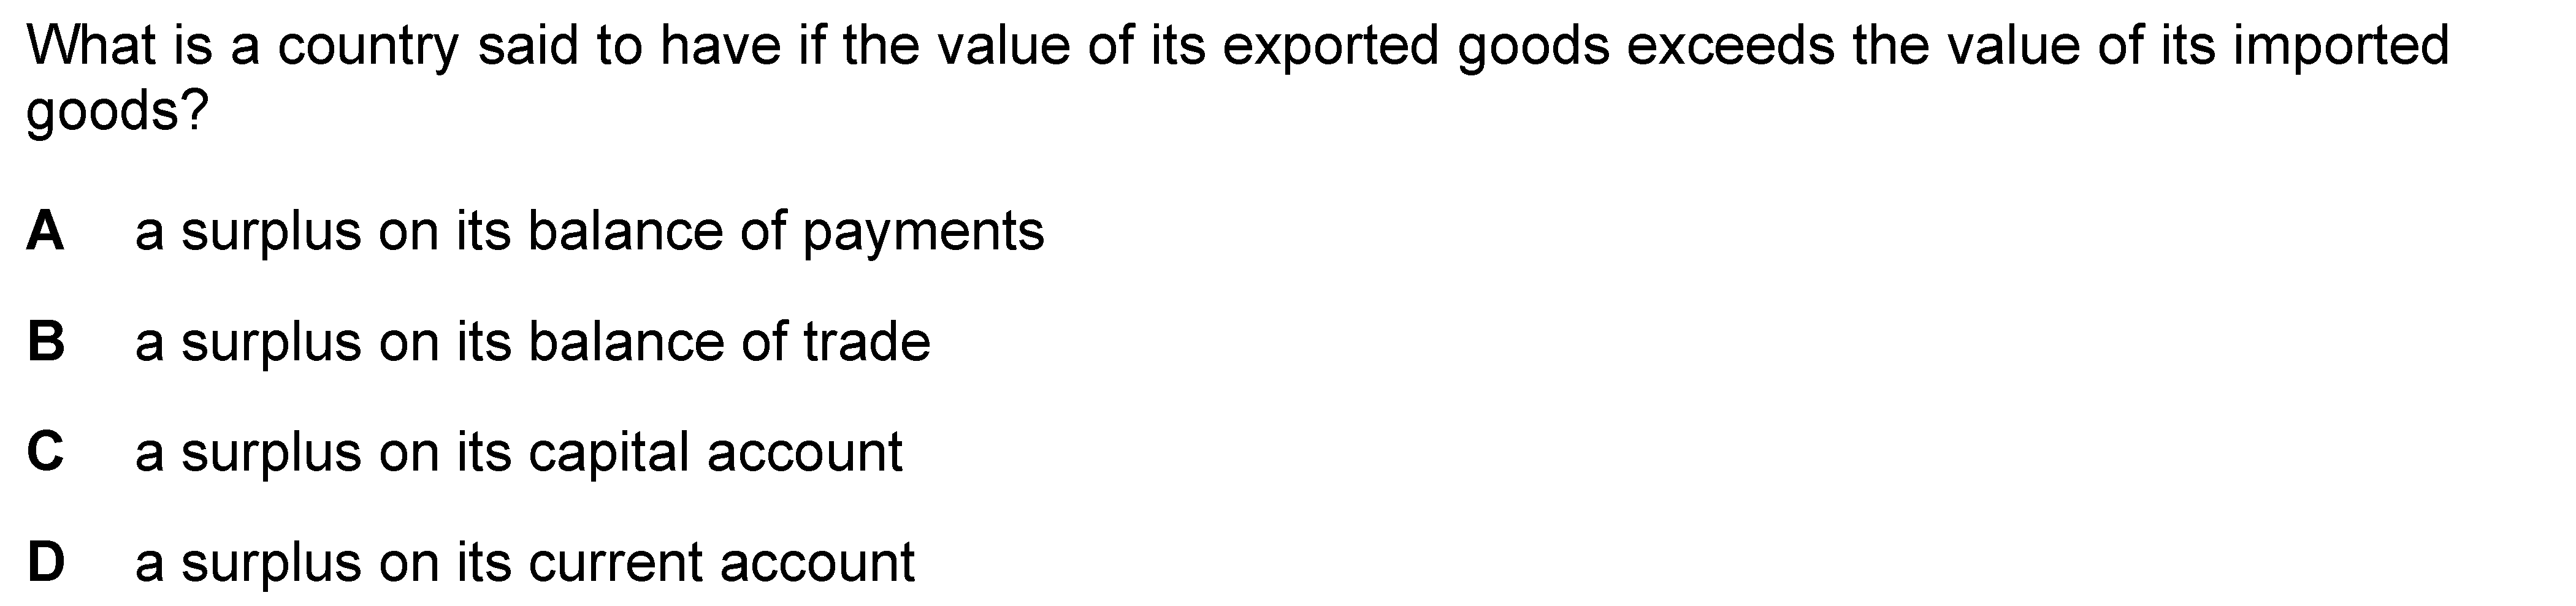 What is a country said to have if the value of its exported goods exceeds the value of its imported
goods?
A a surplus on its balance of payments
B a surplus on its balance of trade
C a surplus on its capital account
D a surplus on its current account